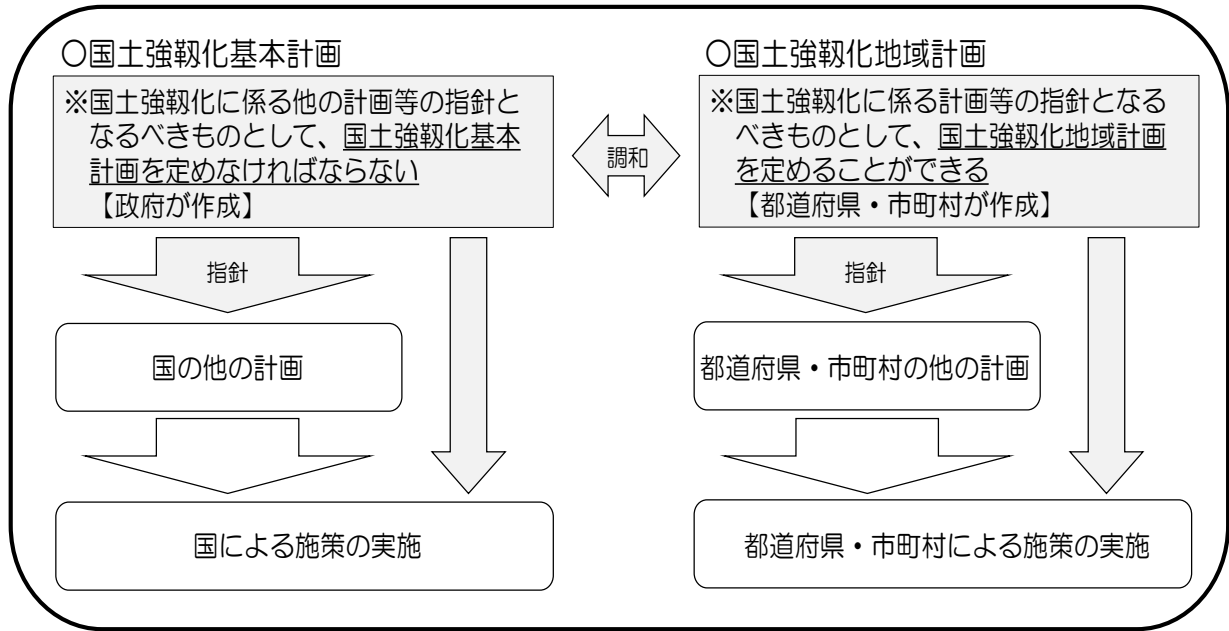 〇国土強靱化基本計画
※国土強靱化に係る他の計画等の指針と
なるべきものとして、国土強靱化基本
計画を定めなければならない
【政府が作成】
調和
〇国土強靱化地域計画
※国土強靱化に係る計画等の指針となる
べきものとして、国土強靱化地域計画
を定めることができる
【都道府県・市町村が作成】
指針
国の他の計画
国による施策の実施
指針
都道府県・市町村の他の計画
都道府県・市町村による施策の実施